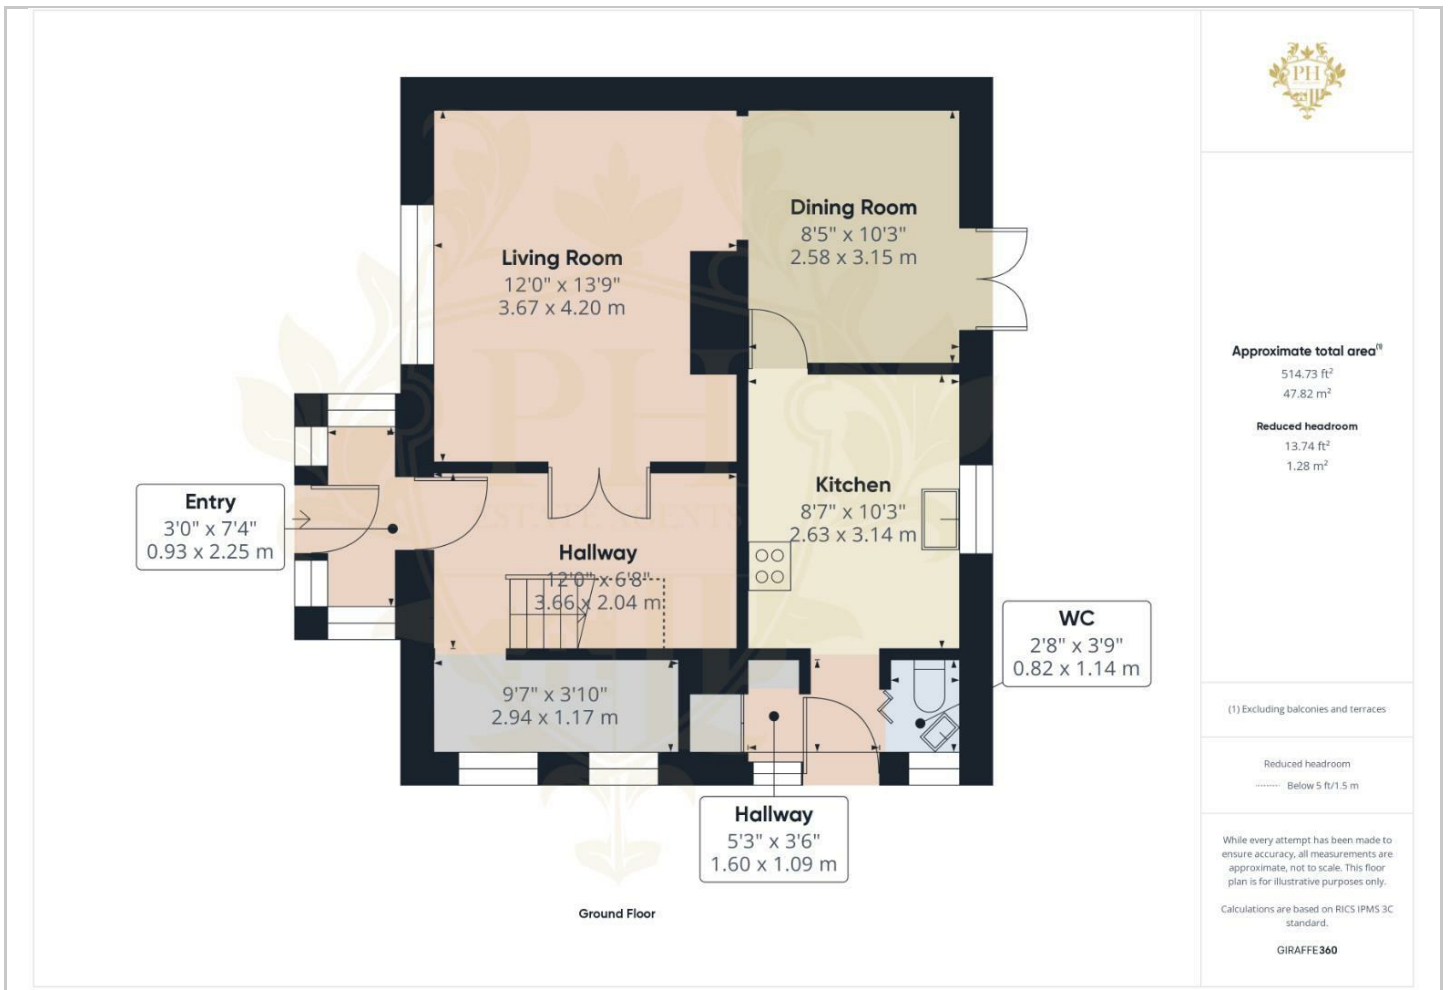 PH
Living Room
12'0" x 13'9"
3.67 x 4.20 m
Dining Room
8'5" x 10'3"
2.58 x 3.15 m
Entry
3'0" x 7'4"
0.93 x 2.25 m
Hallway
12'0" x 6'8"
3.66 x 2.04 m
Kitchen
8'7" x 10'3"
2.63 x 3.14 m
WC
2'8" x 3'9"
0.82 x 1.14 m
9'7" x 3'10"
2.94 x 1.17 m
Hallway
5'3" x 3'6"
1.60 x 1.09 m
Ground Floor
PH
Approximate total area(1)
514.73 ft²
47.82 m²
Reduced headroom
13.74 ft²
1.28 m²
(1) Excluding balconies and terraces
Reduced headroom
Below 5 ft/1.5 m
While every attempt has been made to
ensure accuracy, all measurements are
approximate, not to scale. This floor
plan is for illustrative purposes only.
Calculations are based on RICS IPMS 3C
standard.
GIRAFFE360